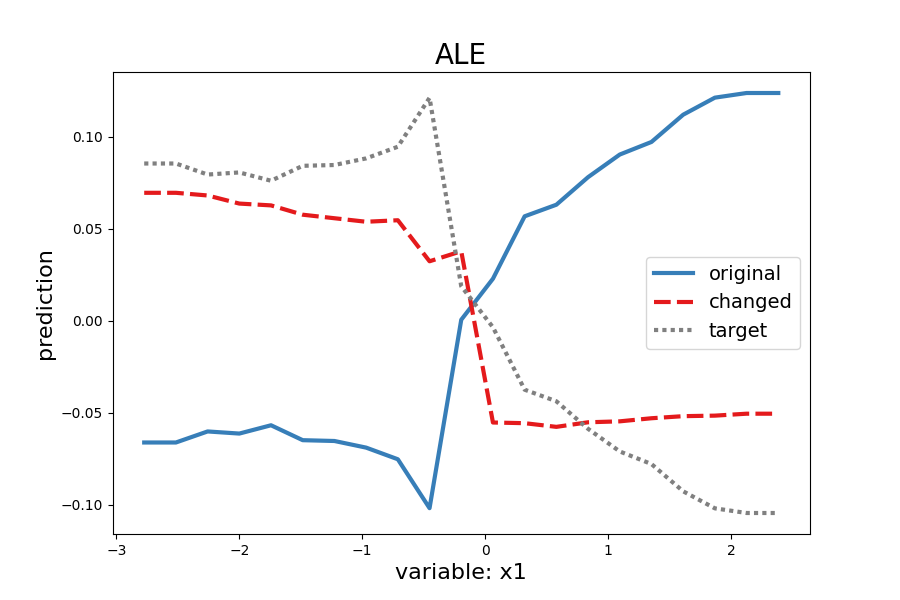 ALE
prediction
0.10
0.05
0.00
−0.05
−0.10
original
changed
target
−3
−2
−1
0
1
2
variable: x1